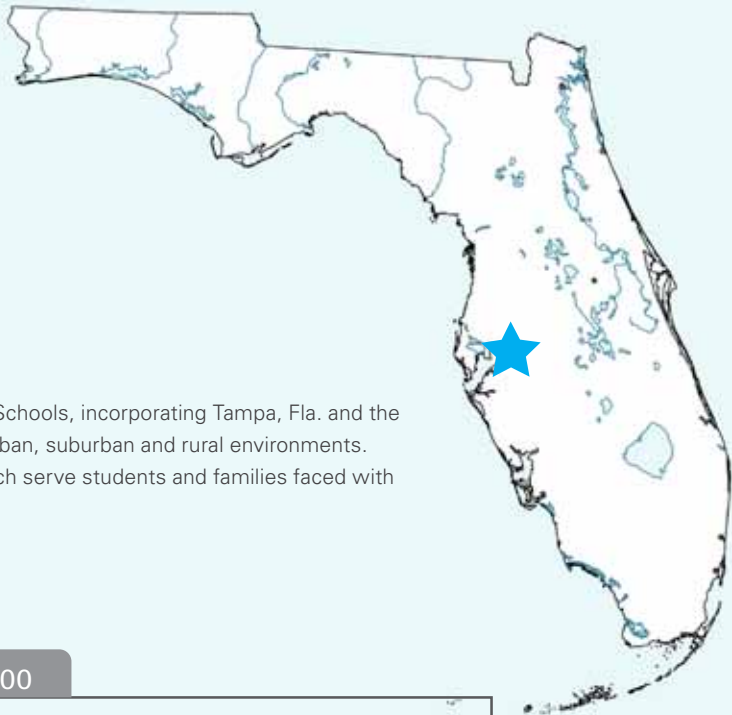 Schools, incorporating Tampa, Fla. and the
ban, suburban and rural environments.
ch serve students and families faced with
00